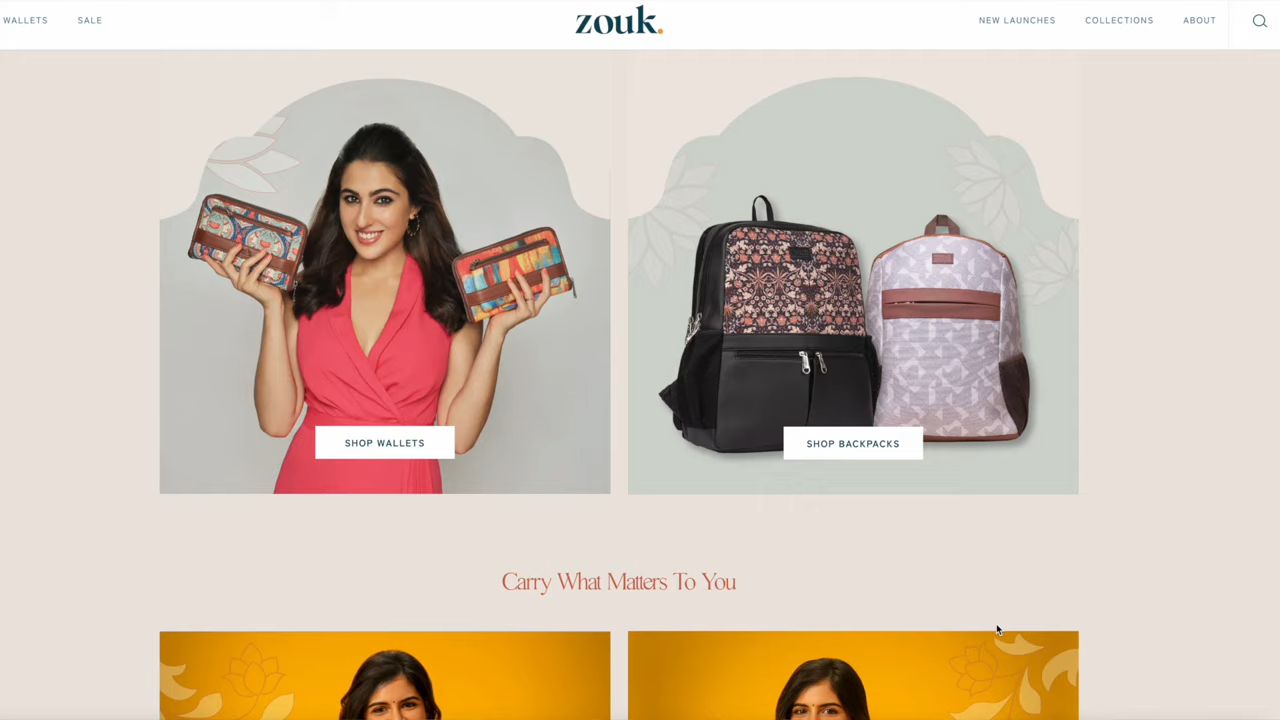 WALLETS
SALE
zouk.
NEW LAUNCHES
COLLECTIONS
ABOUT
SHOP WALLETS
SHOP BACKPACKS
Carry What Matters To You